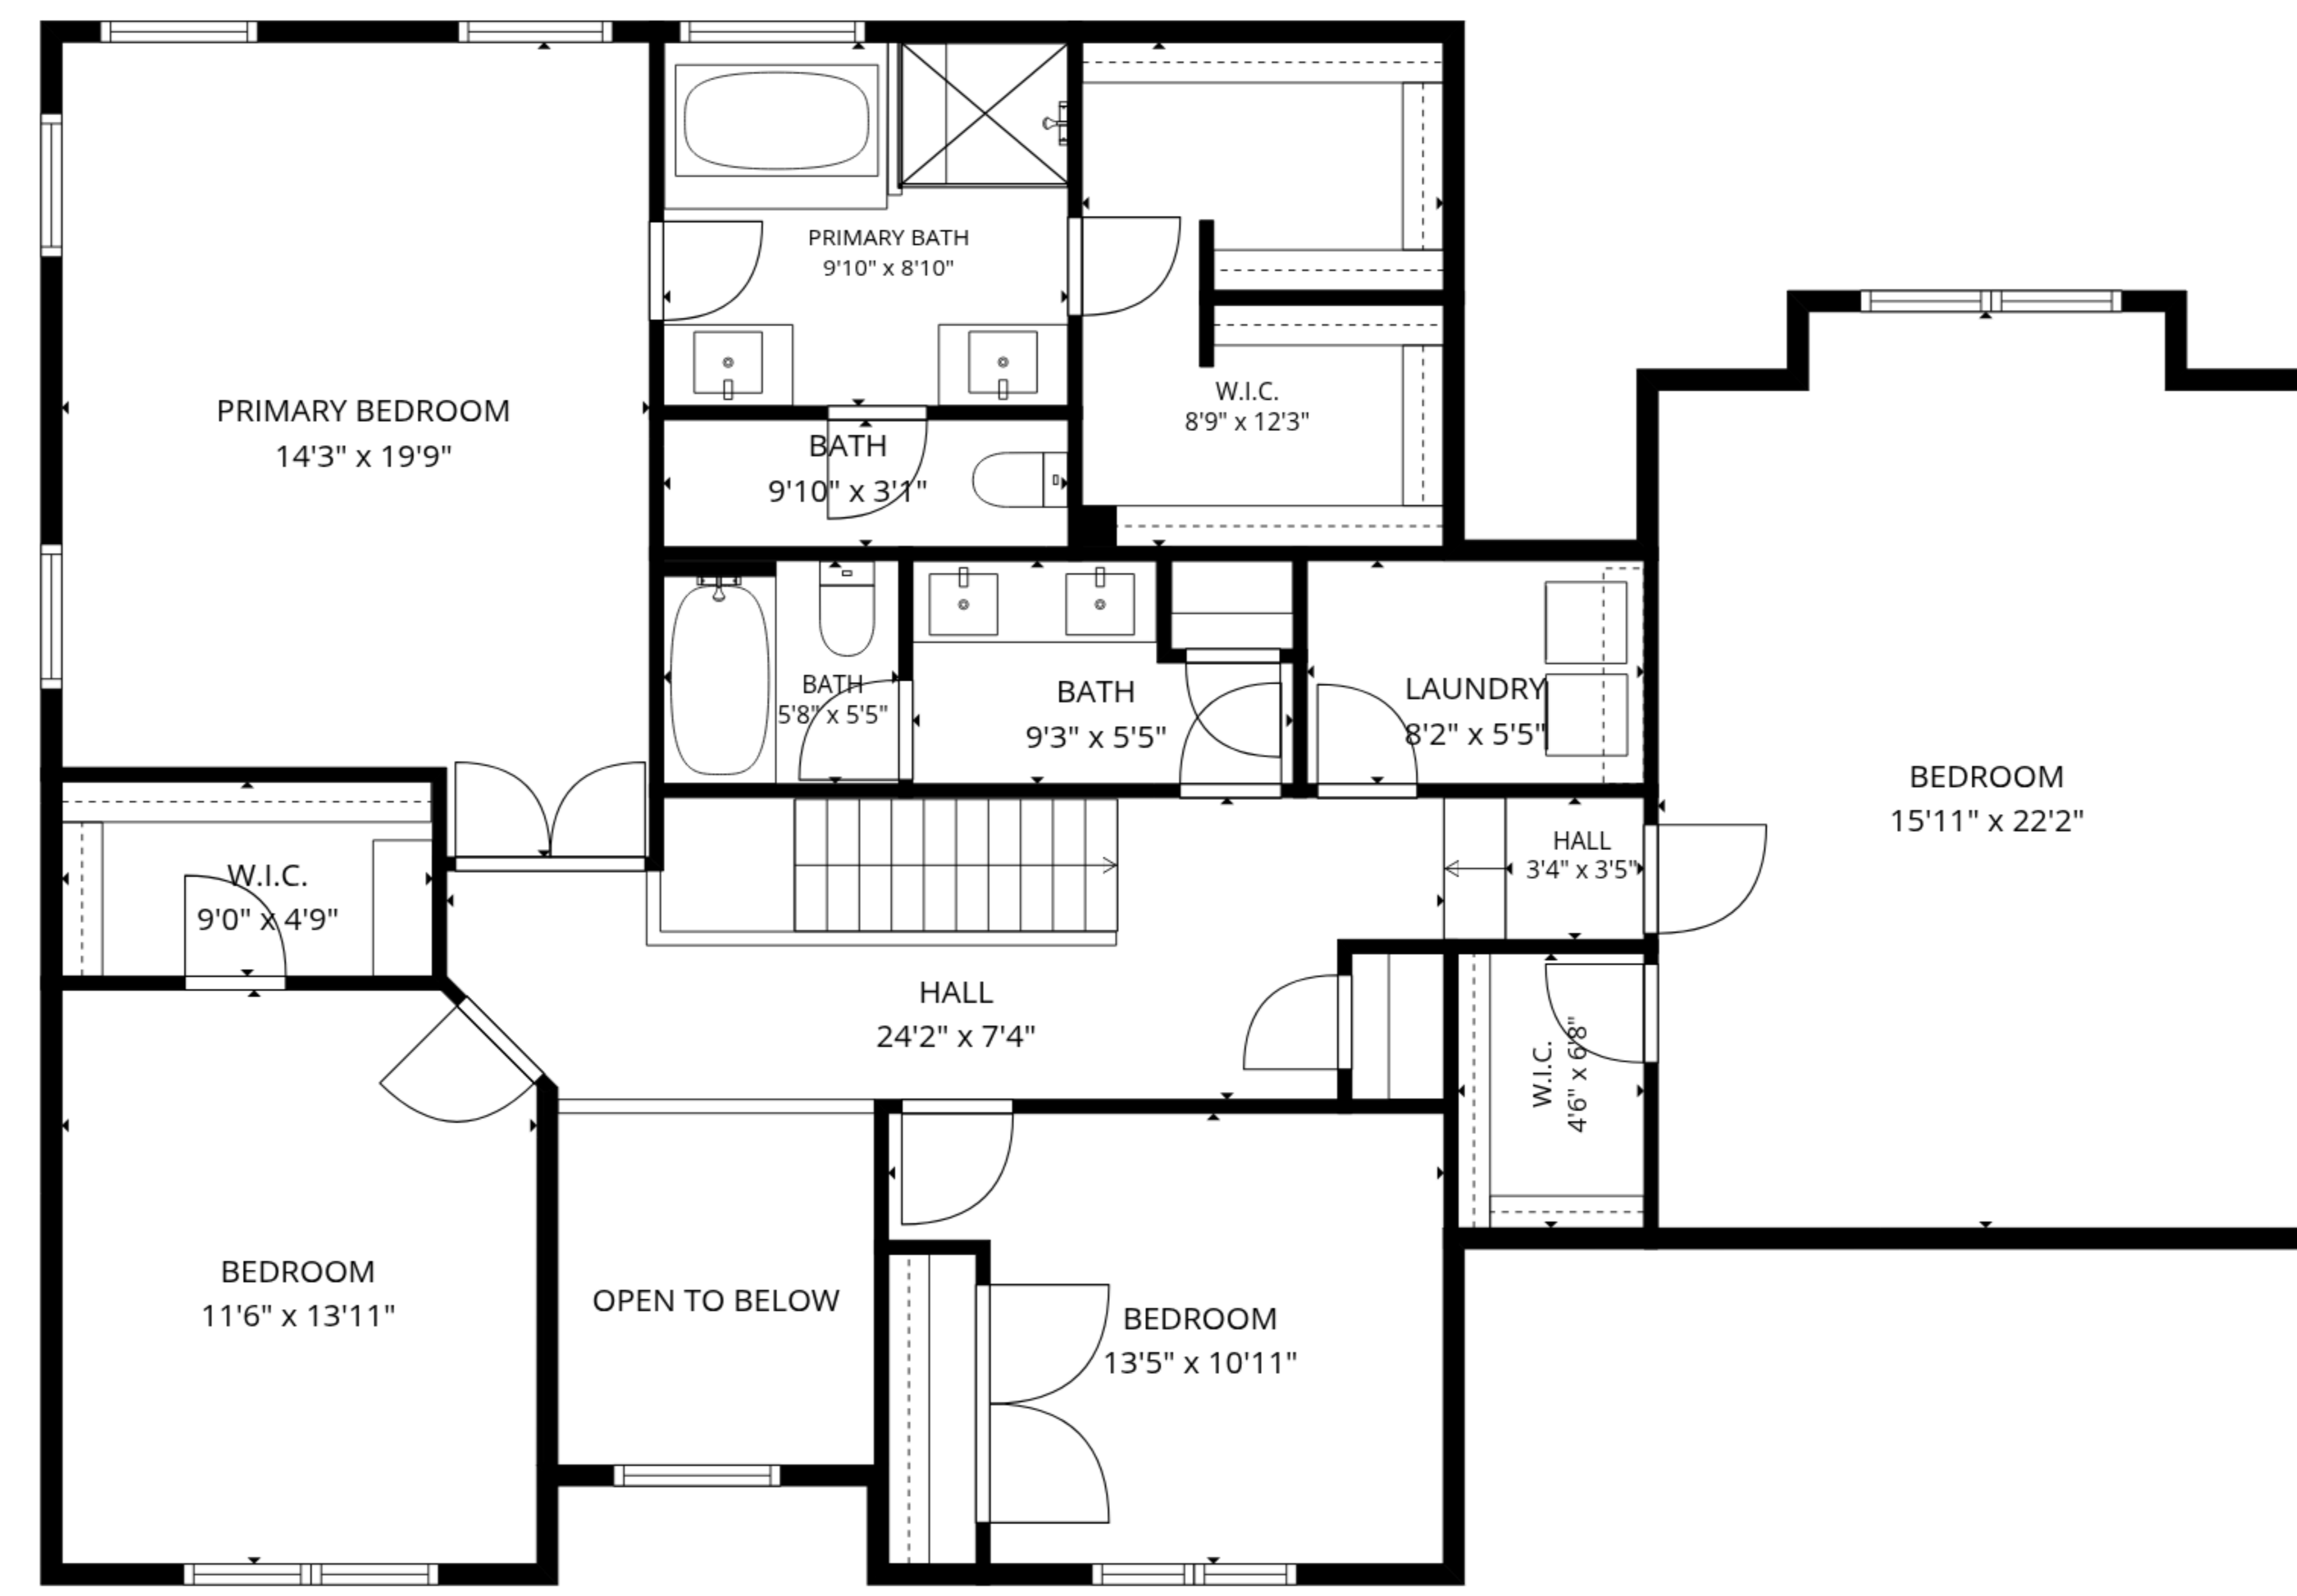 PRIMARY BATH
9'10" x 8'10"
W.I.C.
8'9" x 12'3"
PRIMARY BEDROOM
14'3" x 19'9"
BATH
9'10" x 3'1"
BATH
5'8" x 5'5"
BATH
9'3" x 5'5"
LAUNDRY
8'2" x 5'5"
BEDROOM
15'11" x 22'2"
HALL
3'4" x 3'5"
W.I.C.
9'0" x 4'9"
HALL
24'2" x 7'4"
W.I.C.
4'6" x 6'8"
BEDROOM
11'6" x 13'11"
OPEN TO BELOW
BEDROOM
13'5" x 10'11"